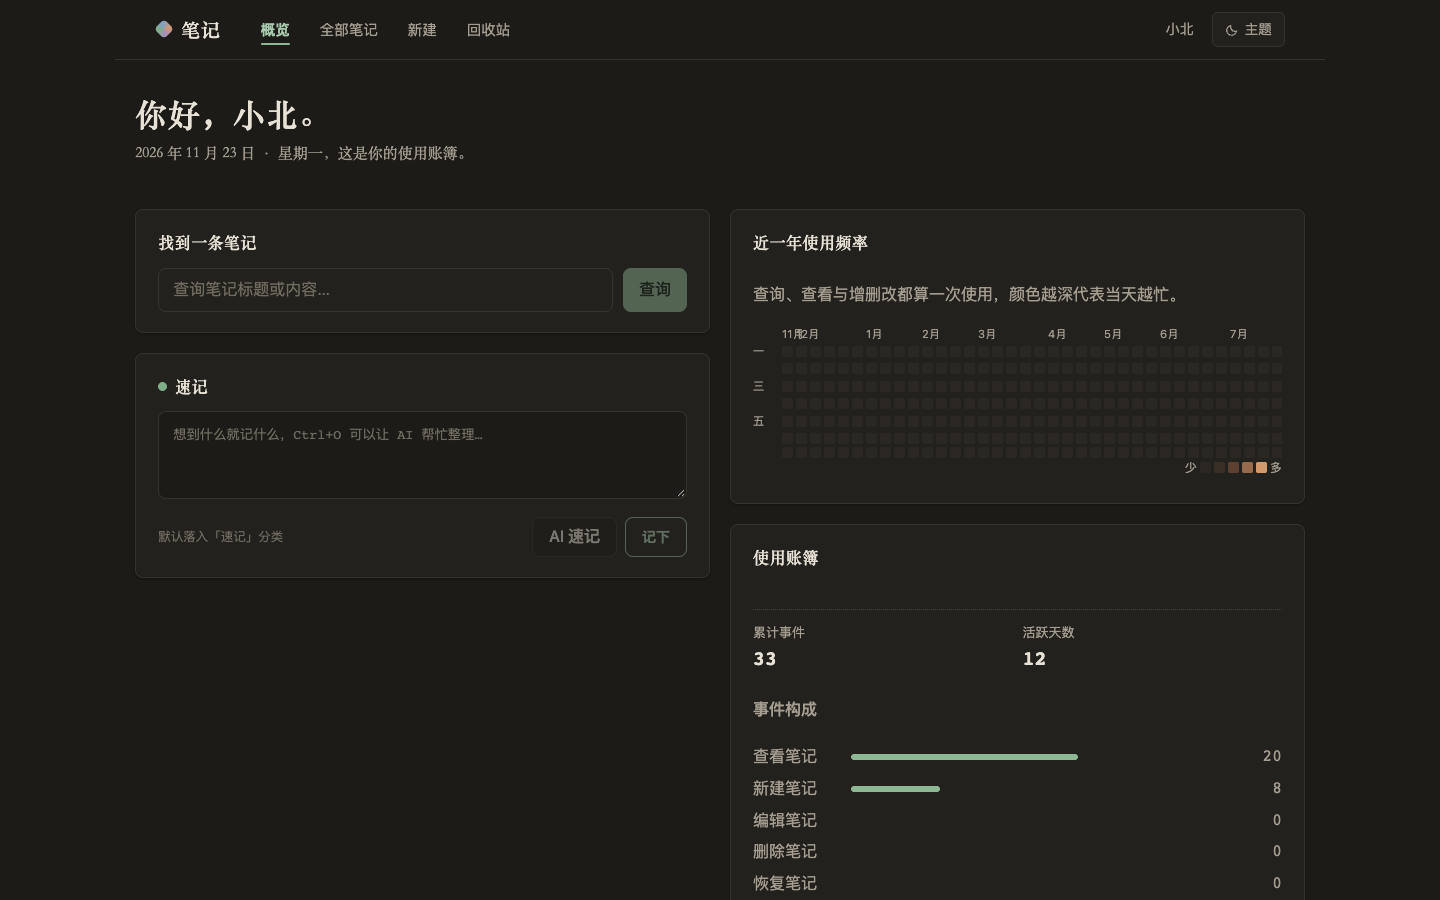 笔记 概览 全部笔记 新建 回收站 小北 主题
你好，小北。
2026 年 11 月 23 日 · 星期一，这是你的使用账簿。
找到一条笔记
查询笔记标题或内容... 查询
速记
想到什么就记什么，Ctrl+O 可以让 AI 帮忙整理…
默认落入「速记」分类 AI 速记 记下
近一年使用频率
查询、查看与增删改都算一次使用，颜色越深代表当天越忙。
11月 12月 1月 2月 3月 4月 5月 6月 7月
一
三
五
少 多
使用账簿
累计事件 活跃天数
33 12
事件构成
查看笔记 20
新建笔记 8
编辑笔记 0
删除笔记 0
恢复笔记 0